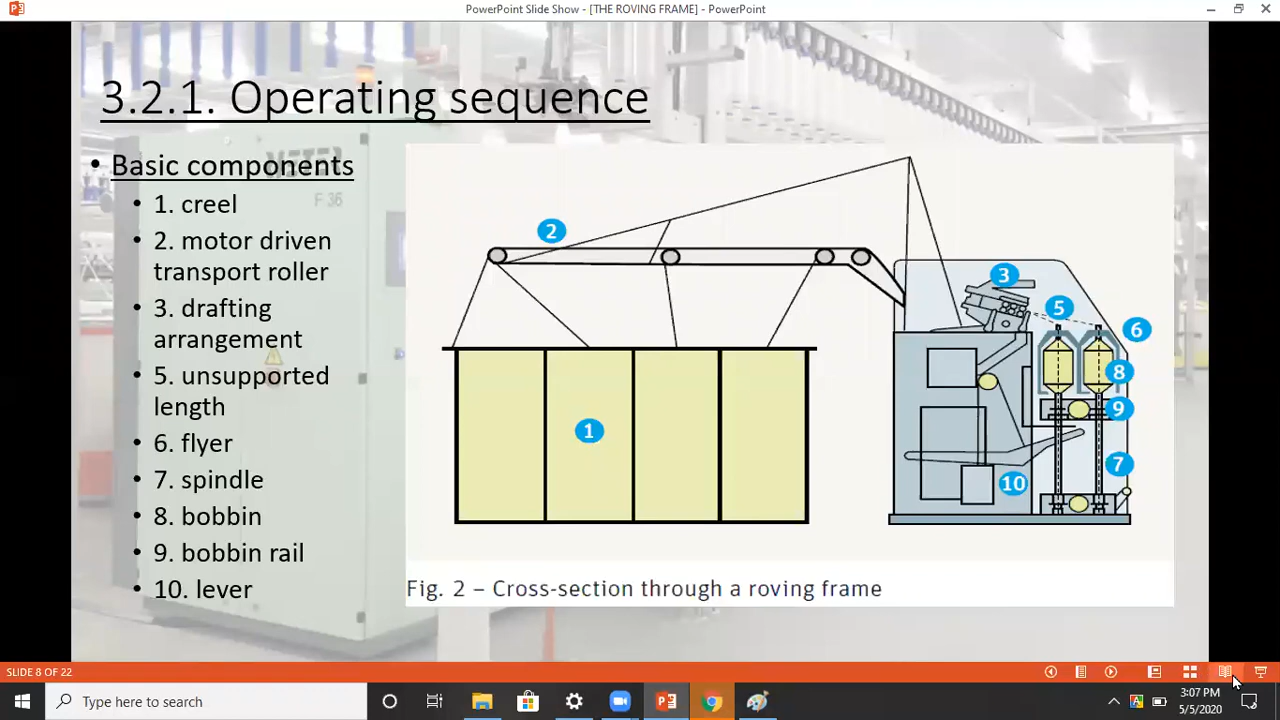 PowerPoint Slide Show - [THE ROVING FRAME] - PowerPoint
3.2.1. Operating sequence
• Basic components
• 1. creel
• 2. motor driven
transport roller
• 3. drafting
arrangement
• 5. unsupported
length
• 6. flyer
• 7. spindle
• 8. bobbin
• 9. bobbin rail
• 10. lever
F 35
2
3
5
6
8
9
1
7
10
Fig. 2 – Cross-section through a roving frame
SLIDE 8 OF 22
Type here to search
3:07 PM
5/5/2020